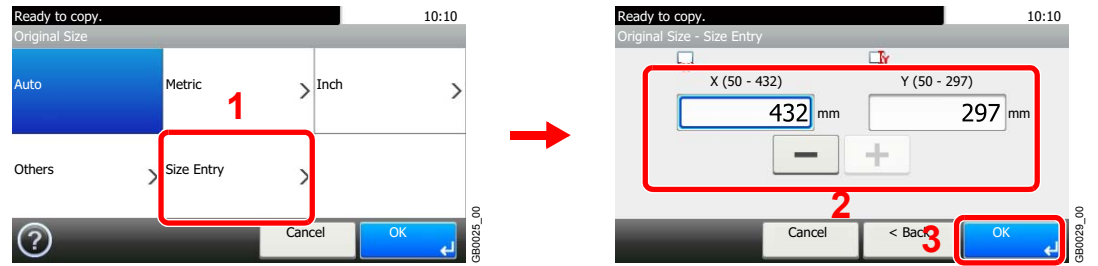 Ready to copy. 10:10
Original Size
Auto
Metric
Inch
1
Others
Size Entry
?
Cancel
OK
GB0025_00
Ready to copy. 10:10
Original Size - Size Entry
Y
X (50 - 432) Y (50 - 297)
432 mm 297 mm
2
Cancel
< Back
3
OK
GB0029_00